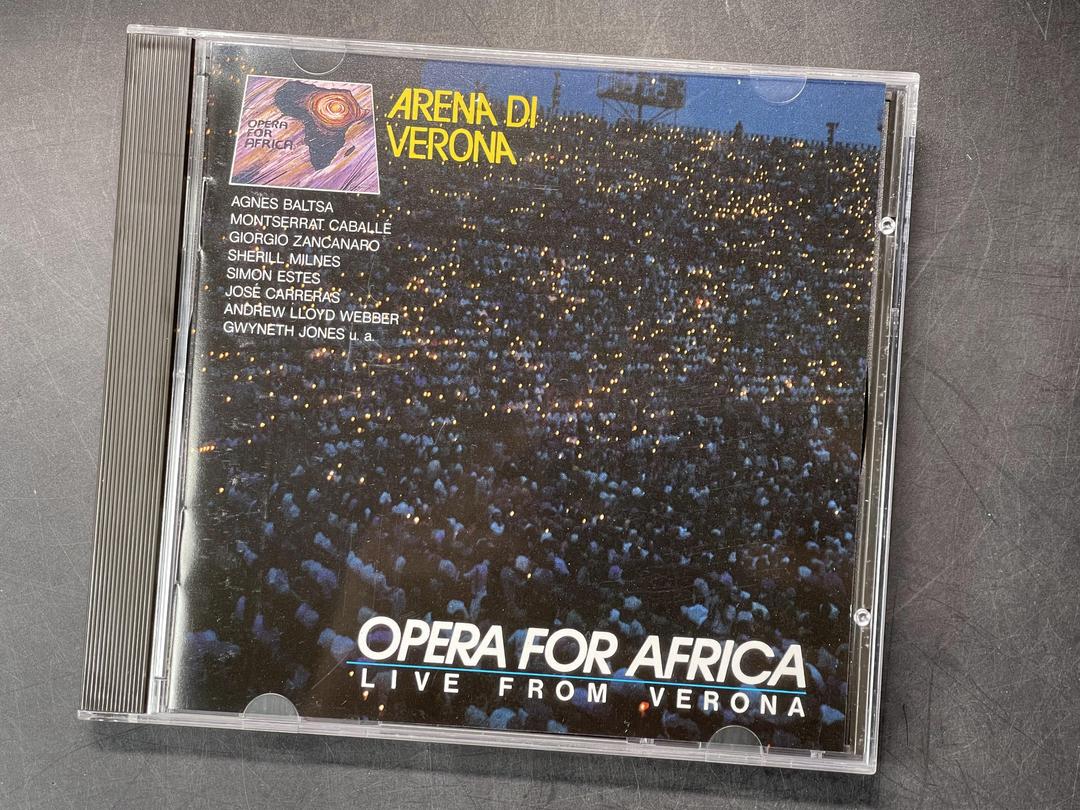 OPERA
FOR
AFRICA
ARENA DI
VERONA
AGNES BALTSA
MONTSERRAT CABALLÉ
GIORGIO ZANCANARO
SHERILL MILNES
SIMON ESTES
JOSÉ CARRERAS
ANDREW LLOYD WEBBER
GWYNETH JONES u. a.
OPERA FOR AFRICA
LIVE FROM VERONA